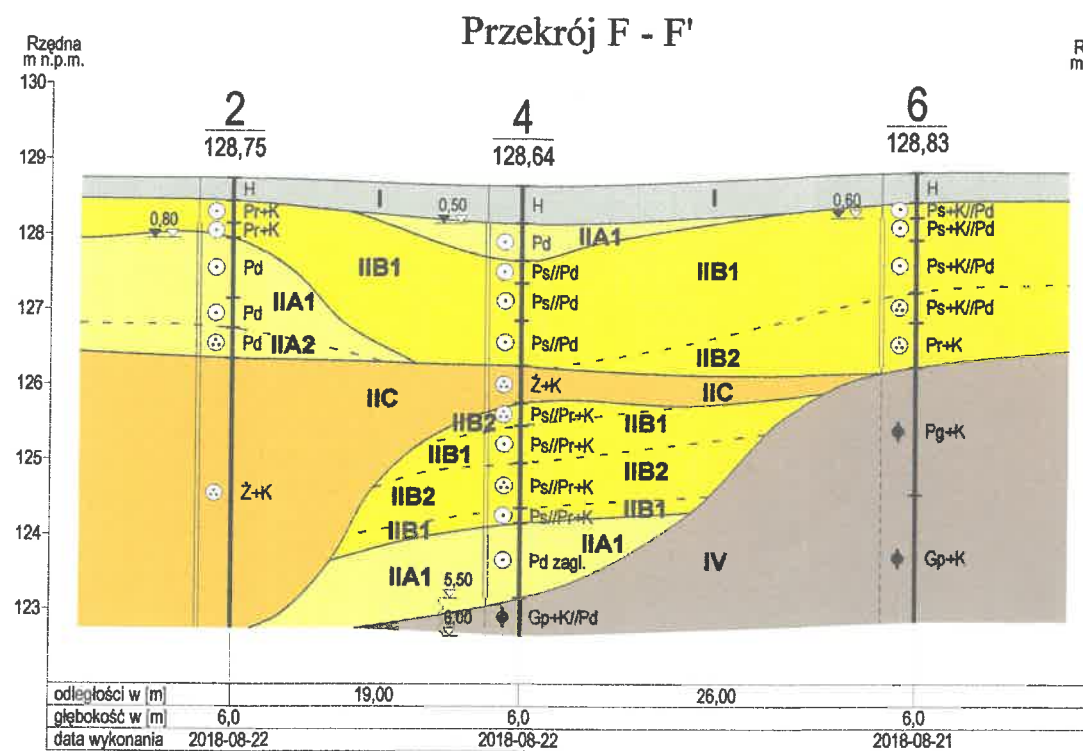 Przekrój F - F'
Rzędna
m n.p.m.
R
m
130
129
128
127
126
125
124
123
2
128,75
4
128,64
6
128,83
H
I
0,50
H
I
0,60
H
0,80
Pr+K
Pr+K
Pd
IIA1
Ps+K//Pd
Ps+K//Pd
Pd
IIB1
Ps//Pd
IIB1
Ps+K//Pd
IIA1
Ps//Pd
Ps+K//Pd
Pd
Pd
IIA2
Ps//Pd
IIB2
Pr+K
IIC
Ż+K
IIC
IIB2
Ps//Pr+K
IIB1
IIB1
Ps//Pr+K
Pg+K
Ż+K
IIB2
Ps//Pr+K
IIB2
IIB1
Ps//Pr+K
IIB1
IIA1
Pd zagl.
IIA1
IV
Gp+K
5,50
6,00
Gp+K//Pd
odległości w [m] 19,00 26,00
głębokość w [m] 6,0 6,0 6,0
data wykonania 2018-08-22 2018-08-22 2018-08-21